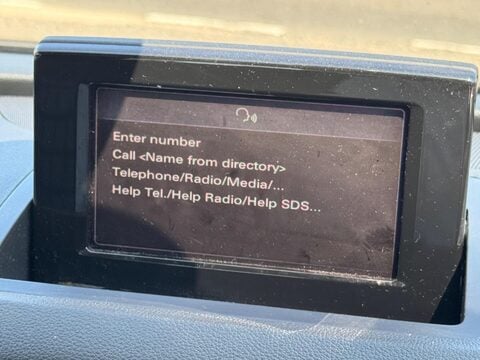 Enter number
Call <Name from directory>
Telephone/Radio/Media/...
Help Tel./Help Radio/Help SDS...